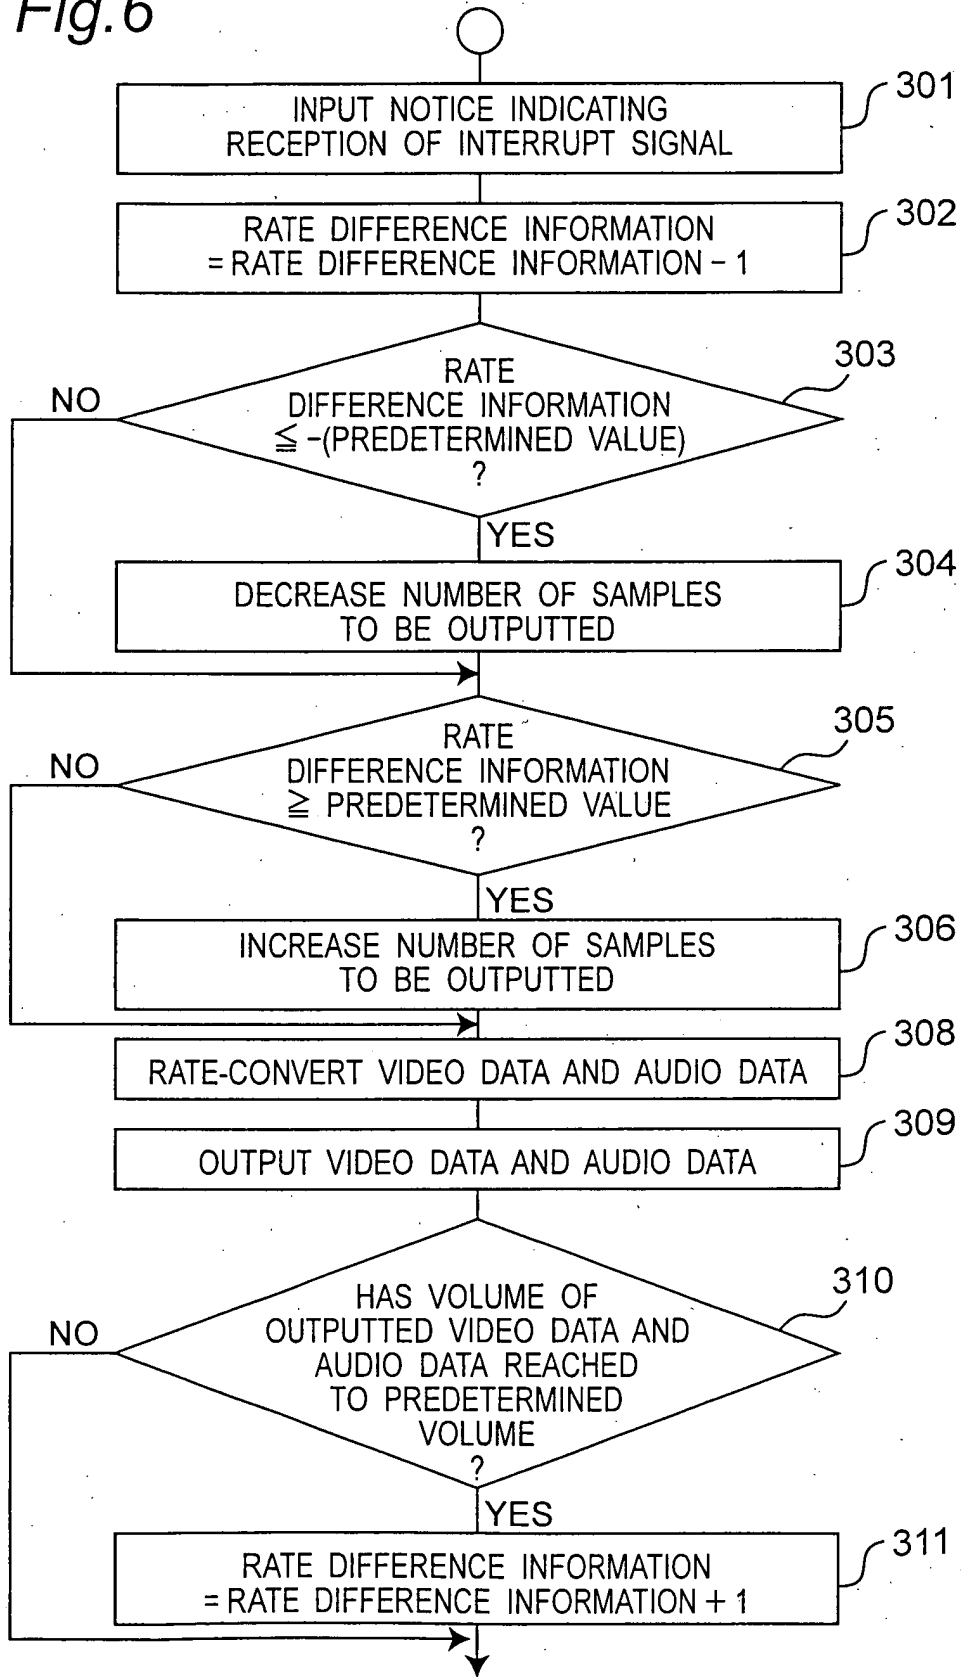 Fig.6
301
INPUT NOTICE INDICATING
RECEPTION OF INTERRUPT SIGNAL
302
RATE DIFFERENCE INFORMATION
=RATE DIFFERENCE INFORMATION-1
303
RATE
DIFFERENCE INFORMATION
≦ -(PREDETERMINED VALUE)
?
NO
YES
304
DECREASE NUMBER OF SAMPLES
TO BE OUTPUTTED
305
RATE
DIFFERENCE INFORMATION
≧ PREDETERMINED VALUE
?
NO
YES
306
INCREASE NUMBER OF SAMPLES
TO BE OUTPUTTED
308
RATE-CONVERT VIDEO DATA AND AUDIO DATA
309
OUTPUT VIDEO DATA AND AUDIO DATA
310
HAS VOLUME OF
OUTPUTTED VIDEO DATA AND
AUDIO DATA REACHED
TO PREDETERMINED
VOLUME
?
NO
YES
311
RATE DIFFERENCE INFORMATION
=RATE DIFFERENCE INFORMATION+1